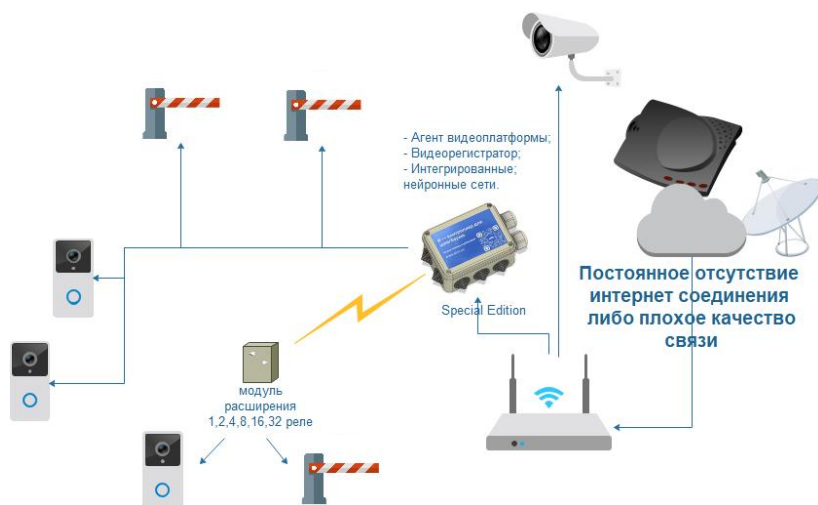 - Агент видеоплатформы;
- Видеорегистратор;
- Интегрированные;
нейронные сети.
Special Edition
Постоянное отсутствие
интернет соединения
либо плохое качество
связи
модуль
расширения
1,2,4,8,16,32 реле